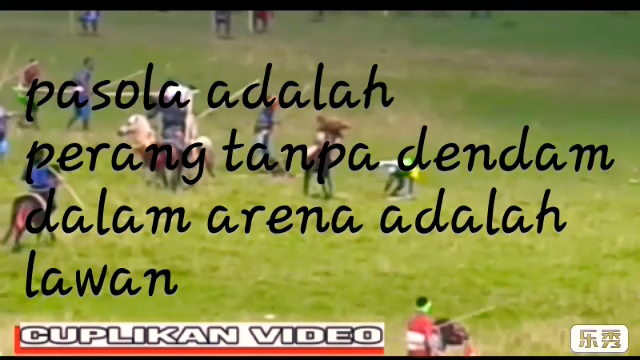 pasola adalah
perang tanpa dendam
dalam arena adalah
lawan
CUPLIKAN VIDEO
乐秀